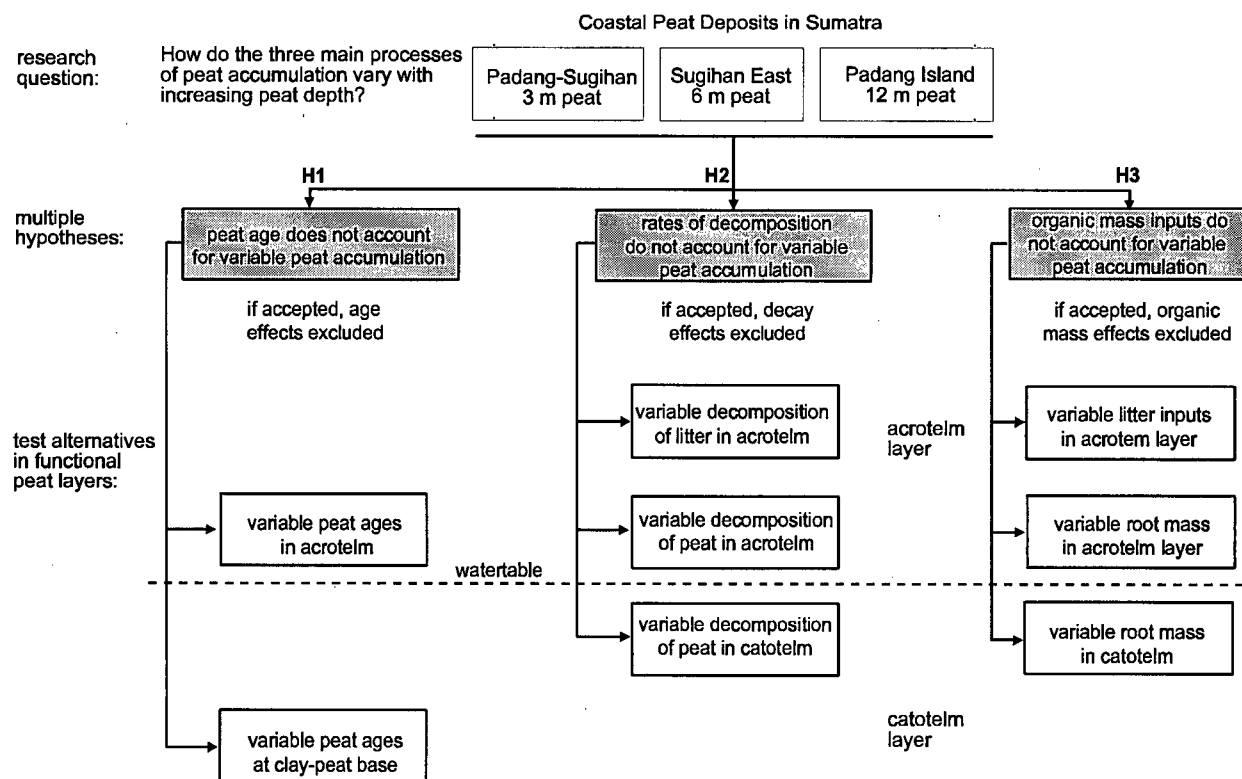 Coastal Peat Deposits in Sumatra
research
question:
How do the three main processes
of peat accumulation vary with
increasing peat depth?
Padang-Sugihan
3 m peat
Sugihan East
6 m peat
Padang Island
12 m peat
H1
H2
H3
multiple
hypotheses:
peat age does not account
for variable peat accumulation
rates of decomposition
do not account for variable
peat accumulation
organic mass inputs do
not account for variable
peat accumulation
if accepted, age
effects excluded
if accepted, decay
effects excluded
if accepted, organic
mass effects excluded
test alternatives
in functional
peat layers:
variable decomposition
of litter in acrotelm
acrotelm
layer
variable litter inputs
in acrotem layer
variable peat ages
in acrotelm
variable decomposition
of peat in acrotelm
variable root mass
in acrotelm layer
watertable
variable decomposition
of peat in catotelm
variable root mass
in catotelm
variable peat ages
at clay-peat base
catotelm
layer